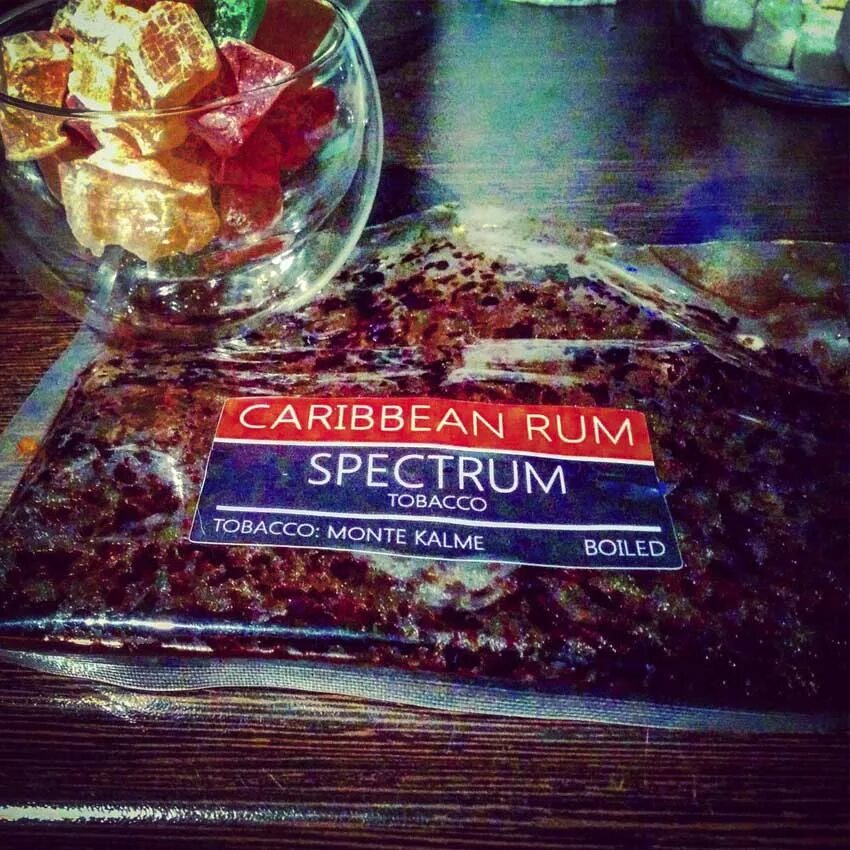 CARIBBEAN RUM
SPECTRUM
TOBACCO
TOBACCO: MONTE KALME BOILED